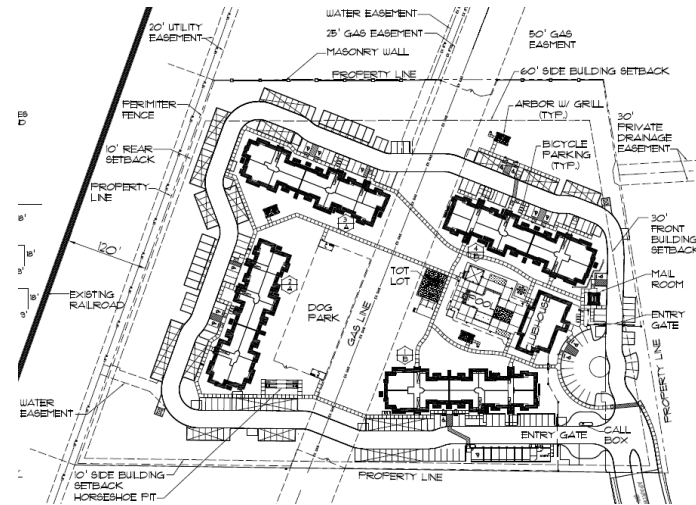 WATER EASEMENT
20' UTILITY
EASEMENT
25' GAS EASEMENT
50' GAS
EASMENT
MASONRY WALL
PROPERTY LINE
60' SIDE BUILDING SETBACK
PERIMITER
FENCE
ARBOR W/ GRILL
(TYP.)
30'
PRIVATE
DRAINAGE
EASEMENT
BICYCLE
PARKING
(TYP.)
10' REAR
SETBACK
PROPERTY
LINE
30'
FRONT
BUILDING
SETBACK
120'
TOT
LOT
POOL
MAIL
ROOM
EXISTING
RAILROAD
DOG
PARK
GAS LINE
ENTRY
GATE
PROPERTY LINE
WATER
EASEMENT
ENTRY GATE
CALL
BOX
10' SIDE BUILDING
SETBACK
HORSESHOE PIT
PROPERTY LINE